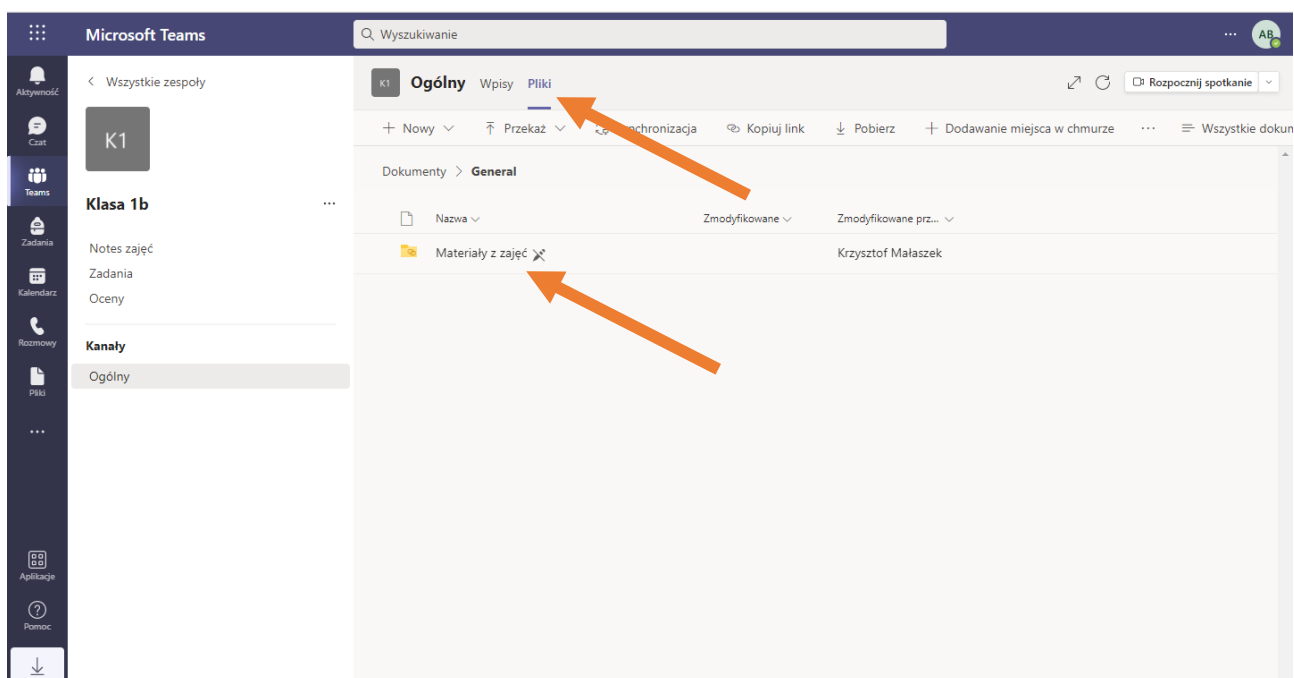 Microsoft Teams
Wyszukiwanie
AB
Aktywność
Czat
Teams
Zadania
Kalendarz
Rozmowy
Pliki
Aplikacje
Pomoc
Wszystkie zespoły
K1
Klasa 1b
Notes zajęć
Zadania
Oceny
Kanały
Ogólny
K1 Ogólny Wpisy Pliki Rozpocznij spotkanie
Nowy Przekaż Kopiuj link Pobierz Dodawanie miejsca w chmurze Wszystkie dokum
Dokumenty > General
Nazwa Zmodyfikowane Zmodyfikowane prz...
Materiały z zajęć Krzysztof Małaszek